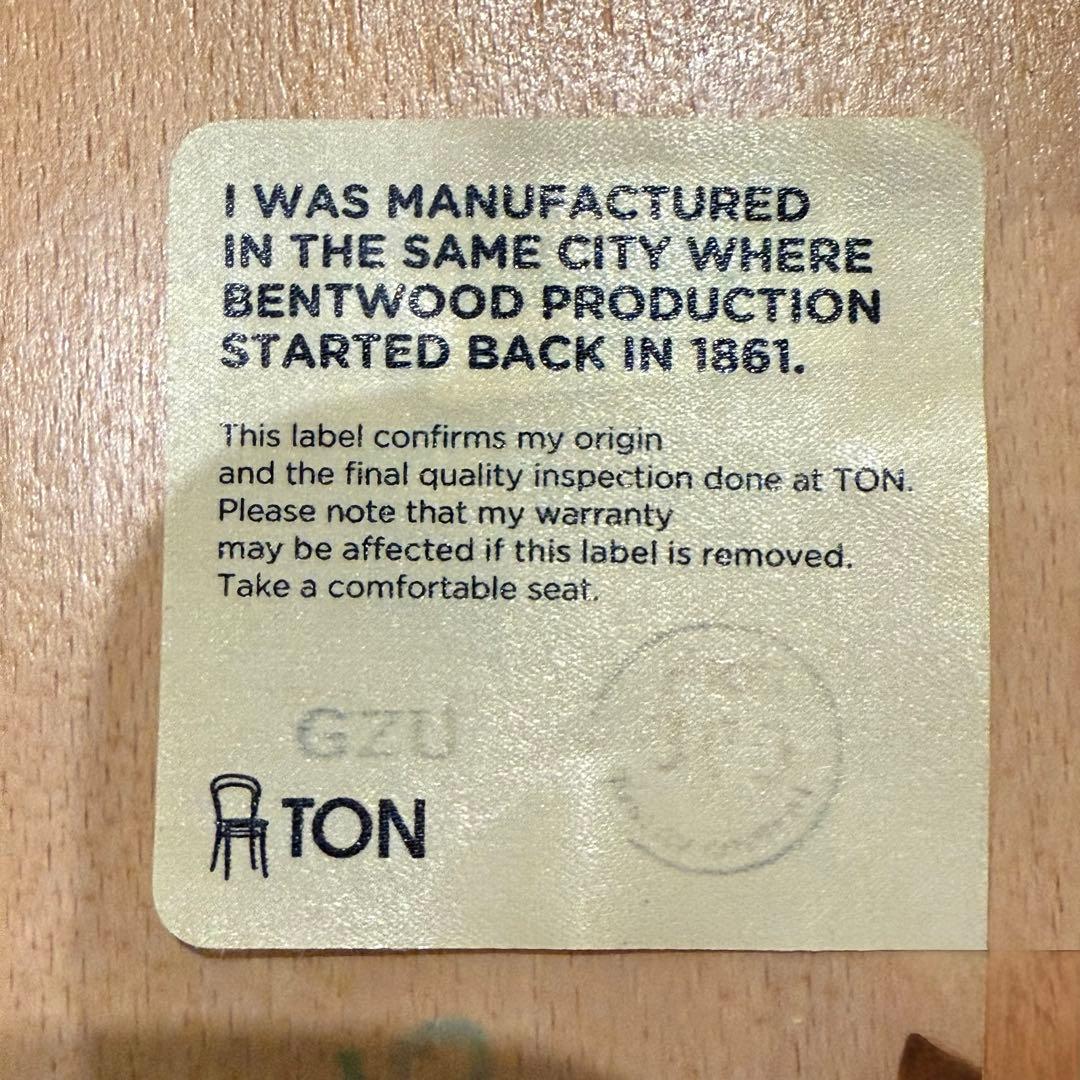 I WAS MANUFACTURED
IN THE SAME CITY WHERE
BENTWOOD PRODUCTION
STARTED BACK IN 1861.
This label confirms my origin
and the final quality inspection done at TON.
Please note that my warranty
may be affected if this label is removed.
Take a comfortable seat.
GZU
TON